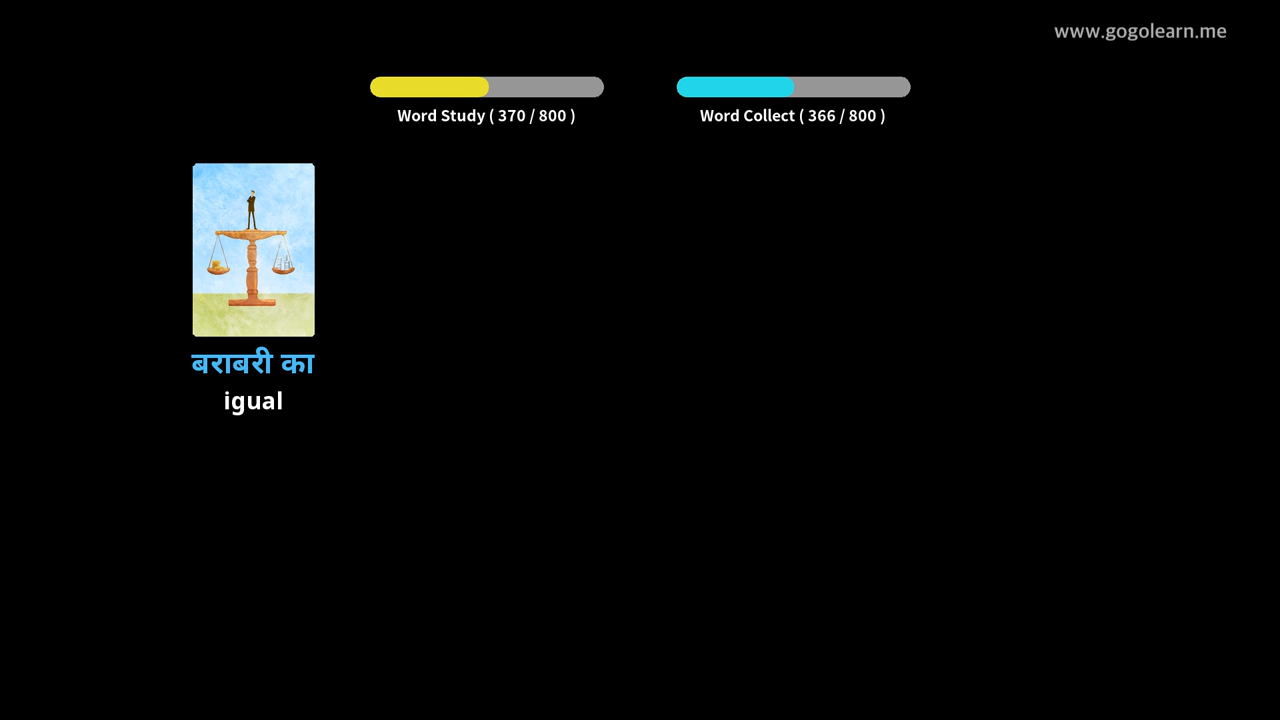 www.gogolearn.me
Word Study ( 370 / 800 )
Word Collect ( 366 / 800 )
बराबरी का
igual